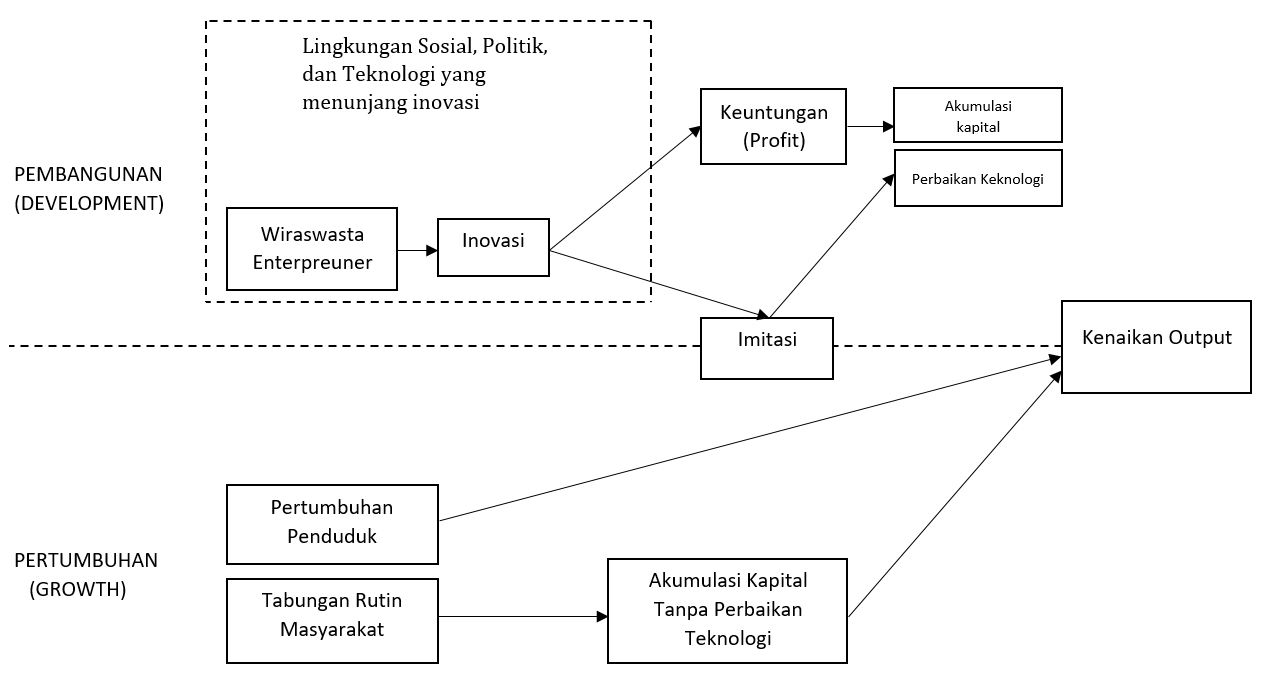 Lingkungan Sosial, Politik,
dan Teknologi yang
menunjang inovasi
Keuntungan
(Profit)
Akumulasi
kapital
PEMBANGUNAN
(DEVELOPMENT)
Perbaikan Keknologi
Wiraswasta
Enterpreuner
Inovasi
Imitasi
Kenaikan Output
Pertumbuhan
Penduduk
PERTUMBUHAN
(GROWTH)
Tabungan Rutin
Masyarakat
Akumulasi Kapital
Tanpa Perbaikan
Teknologi